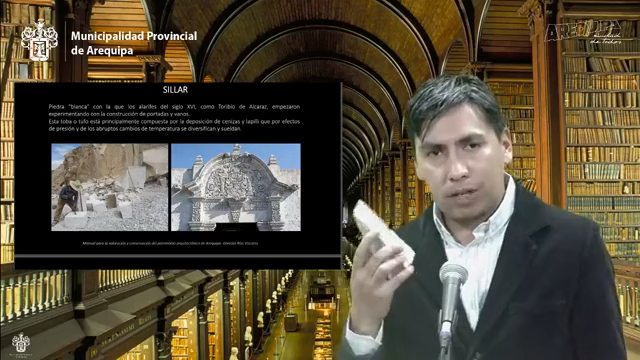 Municipalidad Provincial
de Arequipa
SILLAR
Piedra "blanca" con la que los alarifes del siglo XVI, como Toribio de Alcaraz, empezaron
experimentando con la construcción de portadas y vanos.
Esta toba o tufo está principalmente compuesta por la deposición de cenizas y lapilli que por efectos
de presión y de los abruptos cambios de temperatura se diversifican y sueldan.